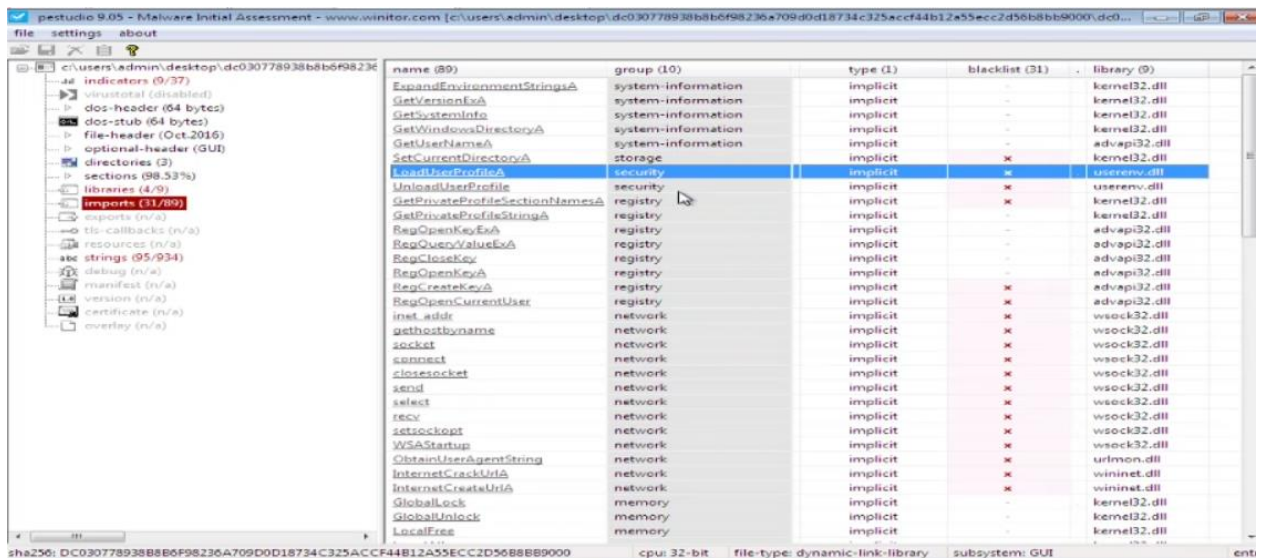 pestudio 9.05 - Malware Initial Assessment - www.winitor.com [c:\users\admin\desktop\dc030778938b8b6f98236a709d0d18734c325accf44b12a55ecc2d56b8bb9000\dc0...
file settings about
c:\users\admin\desktop\dc030778938b8b6f98236
indicators (9/37)
virustotal (disabled)
dos-header (64 bytes)
dos-stub (64 bytes)
file-header (Oct.2016)
optional-header (GUI)
directories (3)
sections (98.53%)
libraries (4/9)
imports (31/89)
exports (n/a)
tls-callbacks (n/a)
resources (n/a)
abc strings (95/934)
debug (n/a)
manifest (n/a)
version (n/a)
certificate (n/a)
overlay (n/a)
name (89) group (10) type (1) blacklist (31) . library (9)
ExpandEnvironmentStringsA system-information implicit - kernel32.dll
GetVersionExA system-information implicit - kernel32.dll
GetSystemInfo system-information implicit - kernel32.dll
GetWindowsDirectoryA system-information implicit - kernel32.dll
GetUserNameA system-information implicit - advapi32.dll
SetCurrentDirectoryA storage implicit x kernel32.dll
LoadUserProfileA security implicit x userenv.dll
UnloadUserProfile security implicit x userenv.dll
GetPrivateProfileSectionNamesA registry implicit x kernel32.dll
GetPrivateProfileStringA registry implicit - kernel32.dll
RegOpenKeyExA registry implicit - advapi32.dll
RegQueryValueExA registry implicit - advapi32.dll
RegCloseKey registry implicit - advapi32.dll
RegOpenKeyA registry implicit - advapi32.dll
RegCreateKeyA registry implicit x advapi32.dll
RegOpenCurrentUser registry implicit x advapi32.dll
inet_addr network implicit x wsock32.dll
gethostbyname network implicit x wsock32.dll
socket network implicit x wsock32.dll
connect network implicit x wsock32.dll
closesocket network implicit x wsock32.dll
send network implicit x wsock32.dll
select network implicit x wsock32.dll
recv network implicit x wsock32.dll
setsockopt network implicit x wsock32.dll
WSAStartup network implicit x wsock32.dll
ObtainUserAgentString network implicit x urlmon.dll
InternetCrackUrlA network implicit x wininet.dll
InternetCreateUrlA network implicit x wininet.dll
GlobalLock memory implicit - kernel32.dll
GlobalUnlock memory implicit - kernel32.dll
LocalFree memory implicit - kernel32.dll
sha256: DC030778938B8B6F98236A709D0D18734C325ACCF44B12A55ECC2D56B8BB9000 cpu: 32-bit file-type: dynamic-link-library subsystem: GUI entr